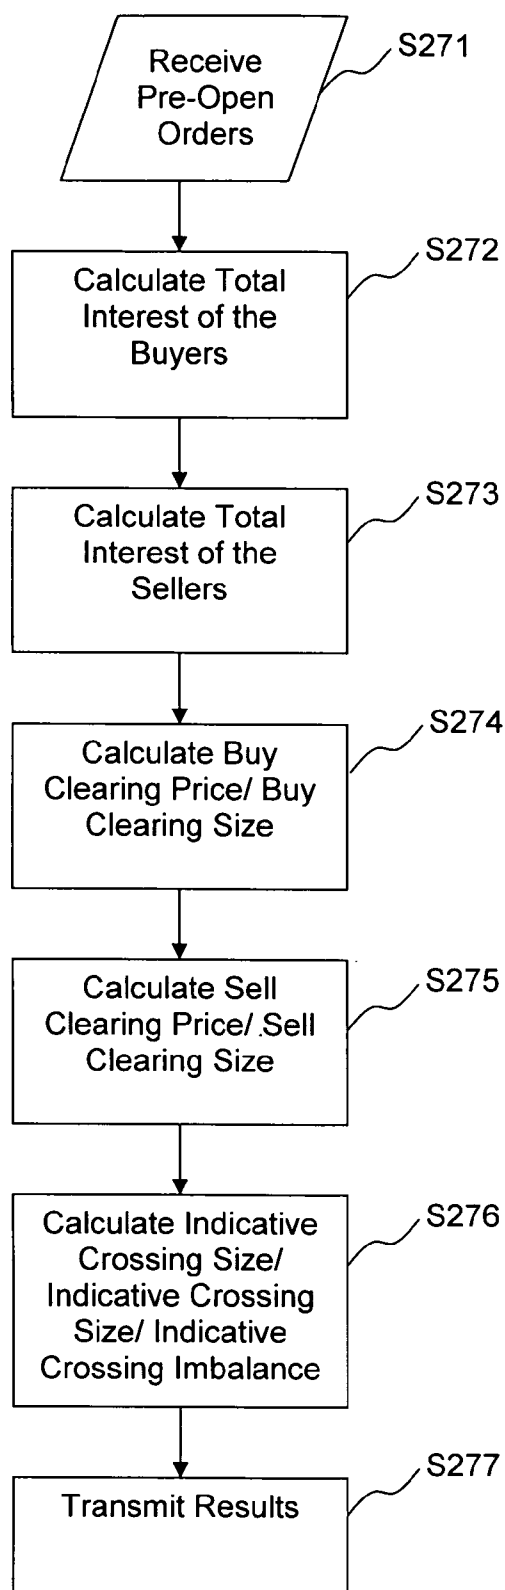 Receive
Pre-Open
Orders
S271
Calculate Total
Interest of the
Buyers
S272
Calculate Total
Interest of the
Sellers
S273
Calculate Buy
Clearing Price/ Buy
Clearing Size
S274
Calculate Sell
Clearing Price/ Sell
Clearing Size
S275
Calculate Indicative
Crossing Size/
Indicative Crossing
Size/ Indicative
Crossing Imbalance
S276
Transmit Results
S277